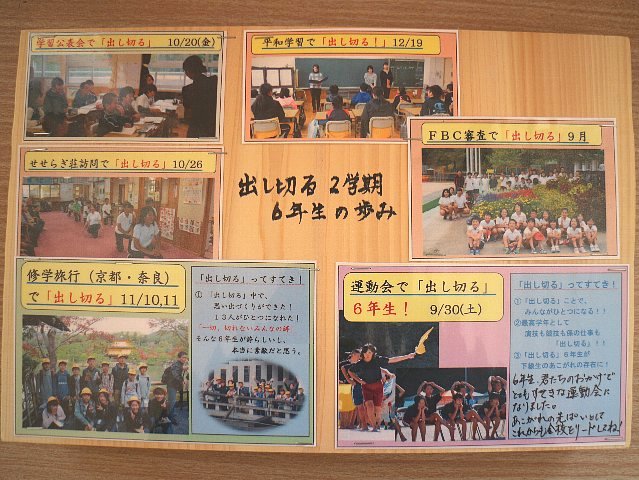 学習公表会で「出し切る」 10/20(金)
平和学習で「出し切る！」 12/19
せせらぎ荘訪問で「出し切る」 10/26
FBC審査で「出し切る」 9月
出し切る 2学期
6年生の歩み
修学旅行（京都・奈良）
で「出し切る」 11/10,11
「出し切る」ってすてき！
① 「出し切る」中で、
思い出づくりができた！
13人がひとつになれた！
「一切、切れないみんなの絆
そんな6年生が誇らしいし、
本当に素敵だと思う。
運動会で「出し切る」
6年生！ 9/30(土)
「出し切る」ってすてき！
①「出し切る」ことで、
みんながひとつになる！！
②最高学年として
演技も競技も係の仕事も
「出し切る」！！
③「出し切る」6年生が
下級生のあこがれの存在に！
6年生、君たちのおかげで
とてもすてきな運動会に
なりました。
あこがれの先ぱいとして
これからも全校をリードしてね！